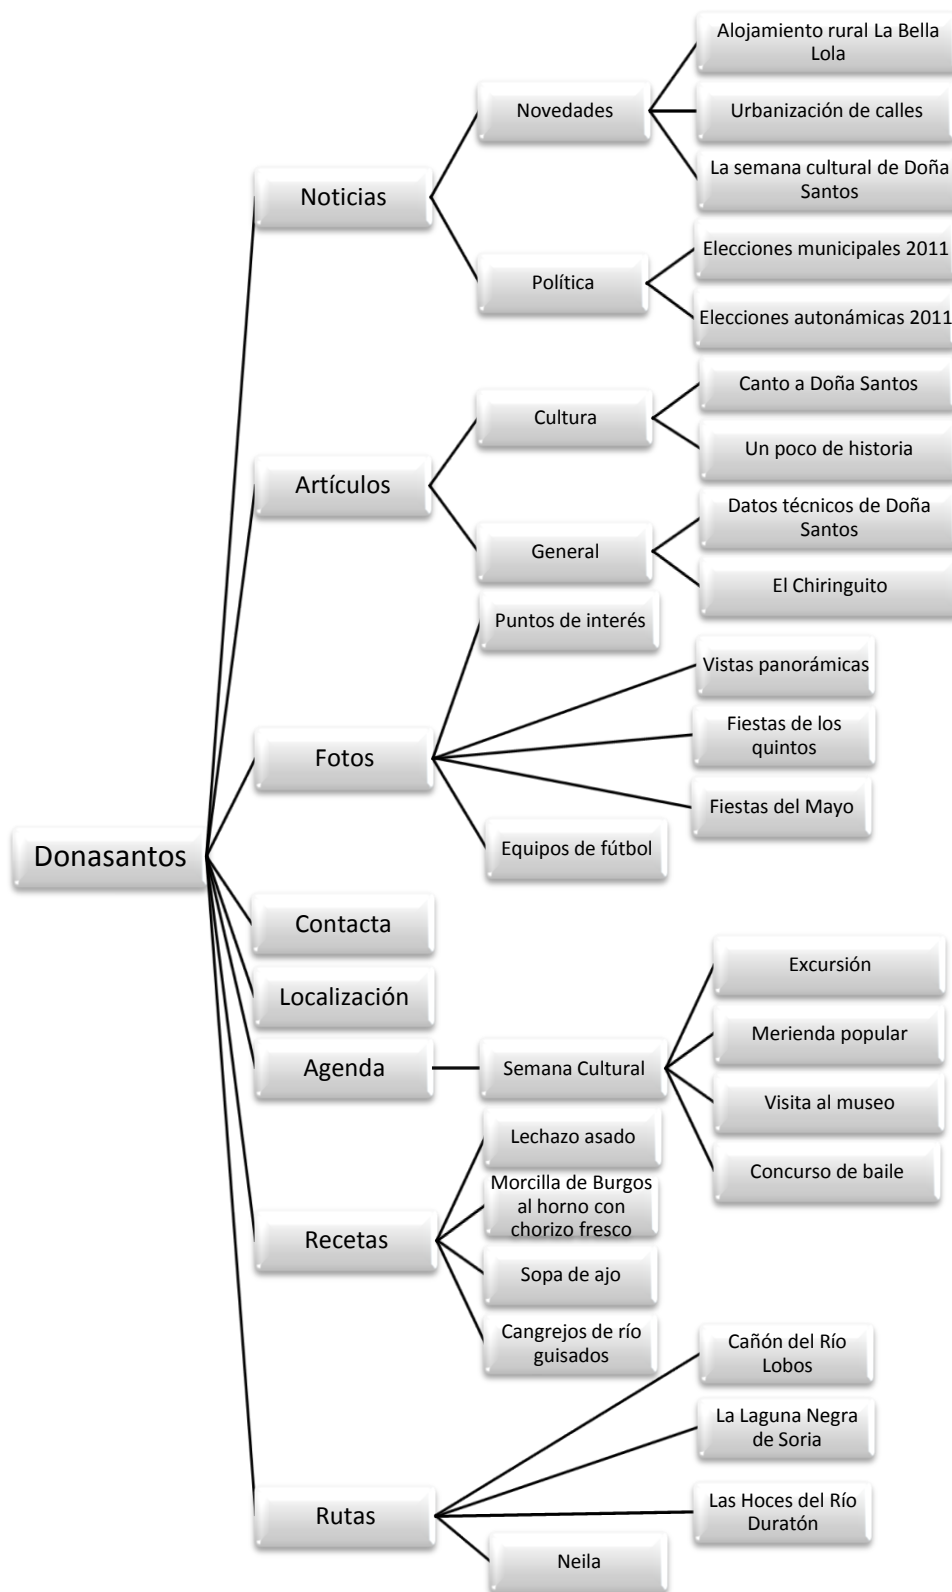 Donasantos
Noticias
Novedades
Alojamiento rural La Bella
Lola
Urbanización de calles
La semana cultural de Doña
Santos
Política
Elecciones municipales 2011
Elecciones autonámicas 2011
Artículos
Cultura
Canto a Doña Santos
Un poco de historia
General
Datos técnicos de Doña
Santos
El Chiringuito
Fotos
Puntos de interés
Vistas panorámicas
Fiestas de los
quintos
Fiestas del Mayo
Equipos de fútbol
Contacta
Localización
Agenda
Semana Cultural
Excursión
Merienda popular
Visita al museo
Concurso de baile
Recetas
Lechazo asado
Morcilla de Burgos
al horno con
chorizo fresco
Sopa de ajo
Cangrejos de río
guisados
Rutas
Cañón del Río
Lobos
La Laguna Negra
de Soria
Las Hoces del Río
Duratón
Neila